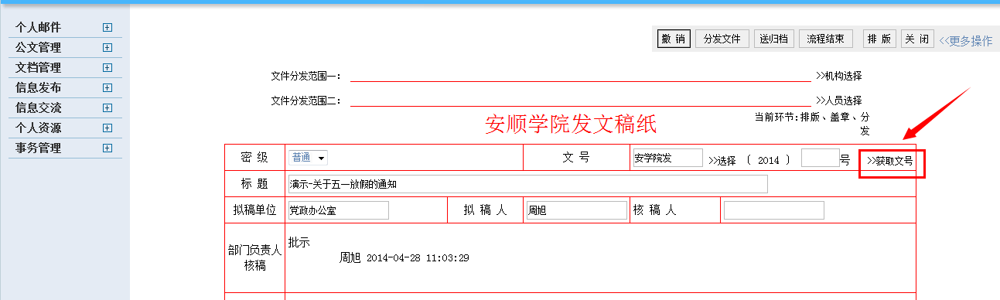 个人邮件
公文管理
文档管理
信息发布
信息交流
个人资源
事务管理
撤 销 分发文件 送归档 流程结束 排 版 关 闭 <<更多操作
文件分发范围一: >>机构选择
文件分发范围二: >>人员选择
当前环节:排版、盖章、分
发
安顺学院发文稿纸
密 级 普通 文 号 安学院发 >>选择 〔 2014 〕 号 >>获取文号
标 题 演示-关于五一放假的通知
拟稿单位 党政办公室 拟 稿 人 周旭 核 稿 人
部门负责人
核稿
批示
周旭 2014-04-28 11:03:29